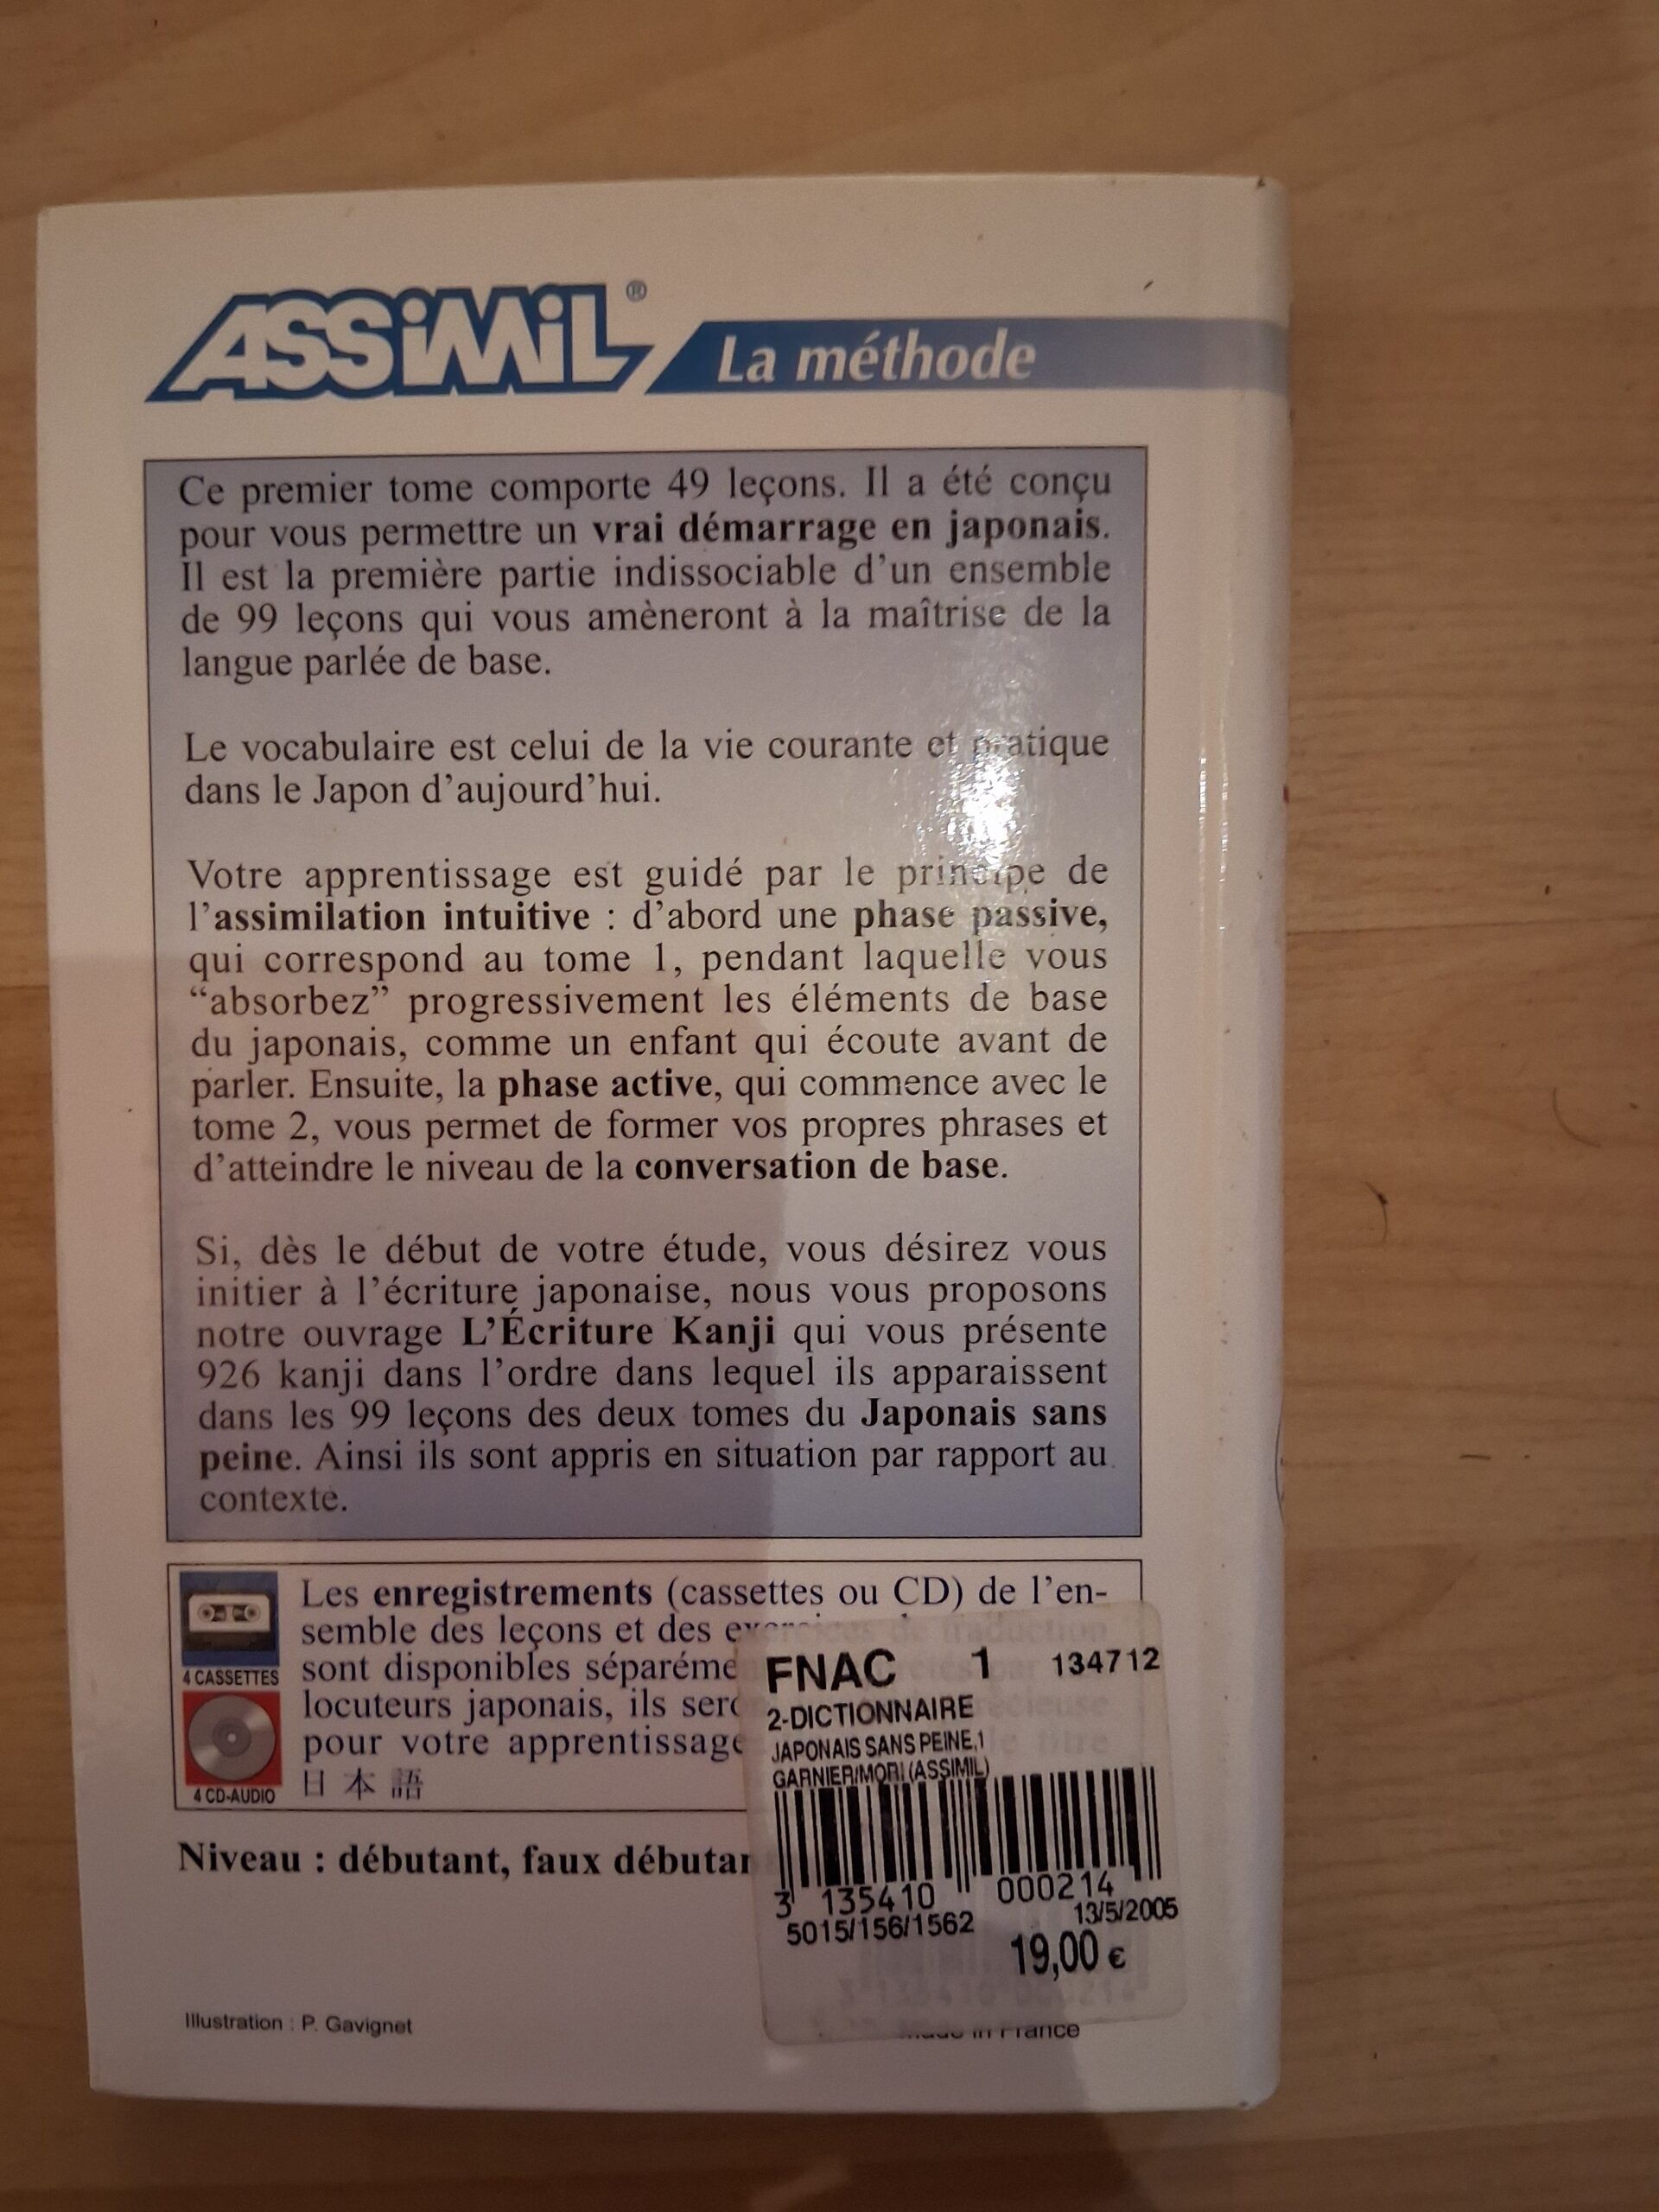 ASSiMiL®
La méthode
Ce premier tome comporte 49 leçons. Il a été conçu
pour vous permettre un vrai démarrage en japonais.
Il est la première partie indissociable d'un ensemble
de 99 leçons qui vous amèneront à la maîtrise de la
langue parlée de base.
Le vocabulaire est celui de la vie courante et pratique
dans le Japon d'aujourd'hui.
Votre apprentissage est guidé par le principe de
l'assimilation intuitive : d'abord une phase passive,
qui correspond au tome 1, pendant laquelle vous
“absorbez” progressivement les éléments de base
du japonais, comme un enfant qui écoute avant de
parler. Ensuite, la phase active, qui commence avec le
tome 2, vous permet de former vos propres phrases et
d'atteindre le niveau de la conversation de base.
Si, dès le début de votre étude, vous désirez vous
initier à l'écriture japonaise, nous vous proposons
notre ouvrage L'Écriture Kanji qui vous présente
926 kanji dans l'ordre dans lequel ils apparaissent
dans les 99 leçons des deux tomes du Japonais sans
peine. Ainsi ils sont appris en situation par rapport au
contexte.
4 CASSETTES
4 CD-AUDIO
Les enregistrements (cassettes ou CD) de l'en-
semble des leçons et des exercices de traduction
sont disponibles
locuteurs japonais, ils
pour votre apprentissage
日本語
Niveau : débutant, faux
FNAC 1 134712
2-DICTIONNAIRE
JAPONAIS SANS PEINE,1
GARNIER/MORI (ASSIMIL)
3 135410 000214
5015/156/1562 13/5/2005
19,00 €
Illustration : P. Gavignet
Made in France